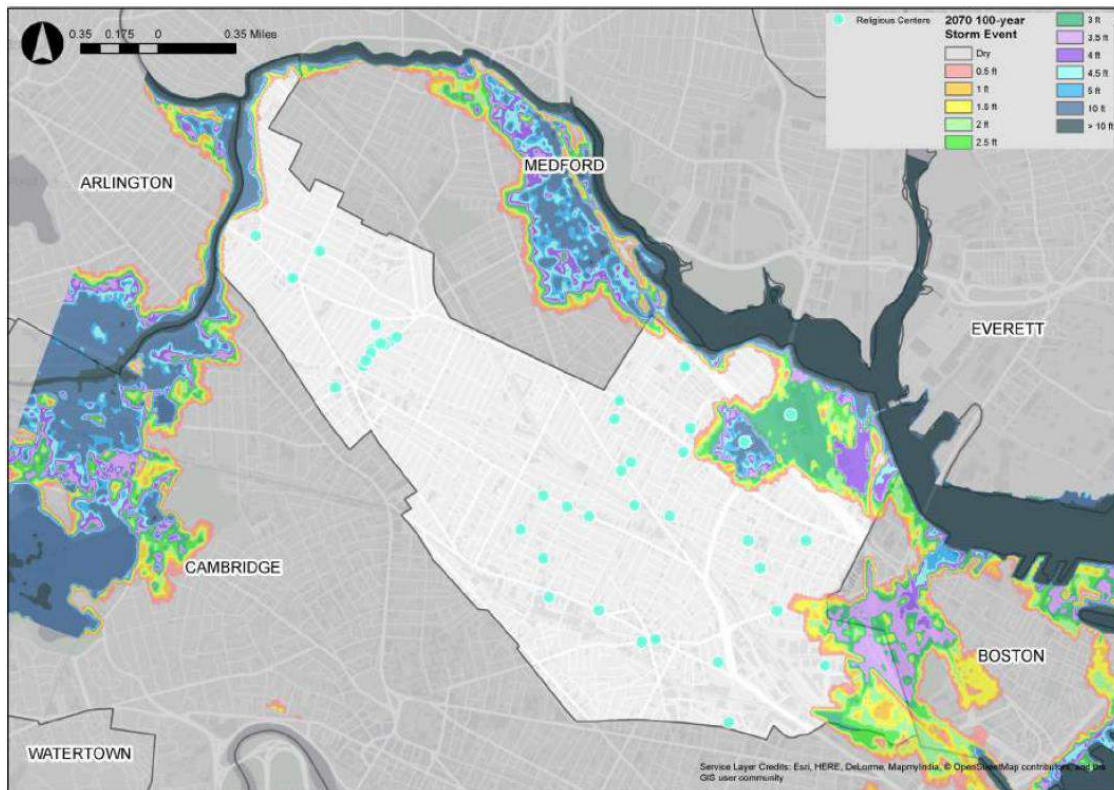 0.35 0.175 0 0.35 Miles
Religious Centers
2070 100-year
Storm Event
Dry
0.5 ft
1 ft
1.5 ft
2 ft
2.5 ft
3 ft
3.5 ft
4 ft
4.5 ft
5 ft
10 ft
> 10 ft
ARLINGTON
MEDFORD
EVERETT
CAMBRIDGE
BOSTON
WATERTOWN
Service Layer Credits: Esri, HERE, DeLorme, MapmyIndia, © OpenStreetMap contributors, and the
GIS user community